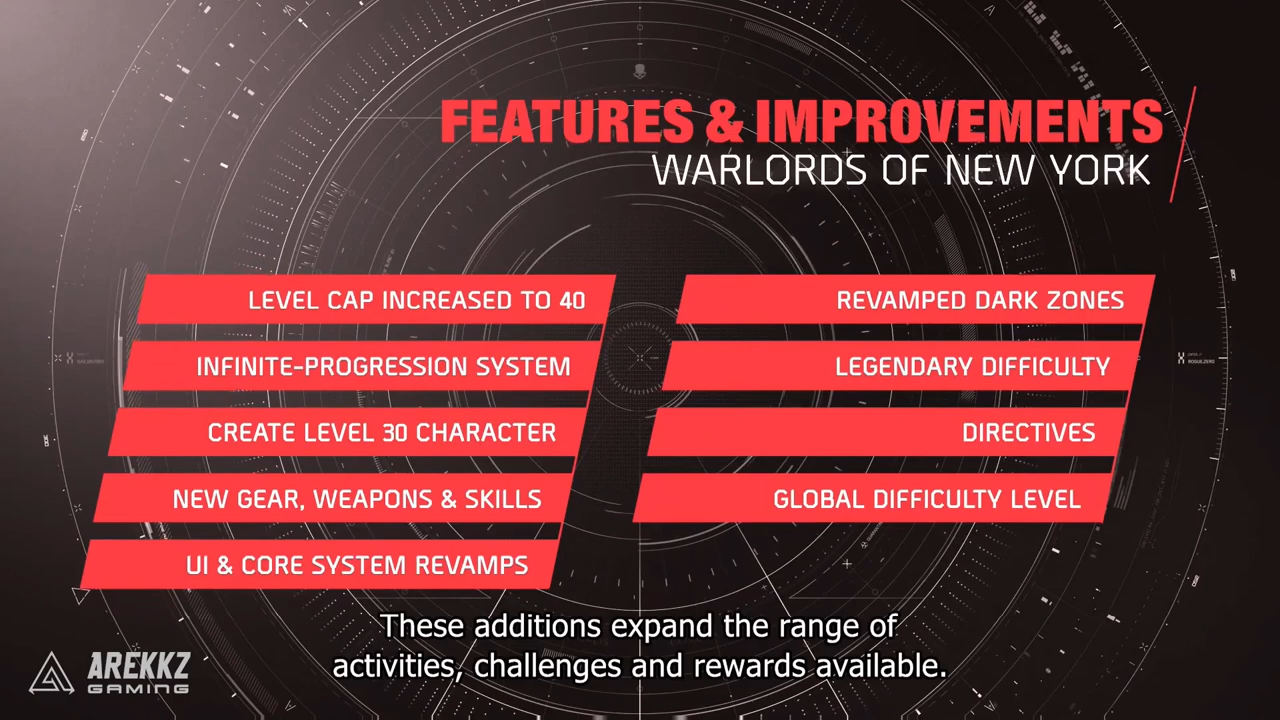 FEATURES & IMPROVEMENTS
WARLORDS OF NEW YORK
LEVEL CAP INCREASED TO 40
INFINITE-PROGRESSION SYSTEM
CREATE LEVEL 30 CHARACTER
NEW GEAR, WEAPONS & SKILLS
UI & CORE SYSTEM REVAMPS
REVAMPED DARK ZONES
LEGENDARY DIFFICULTY
DIRECTIVES
GLOBAL DIFFICULTY LEVEL
These additions expand the range of
activities, challenges and rewards available.
AREKKZ
GAMING